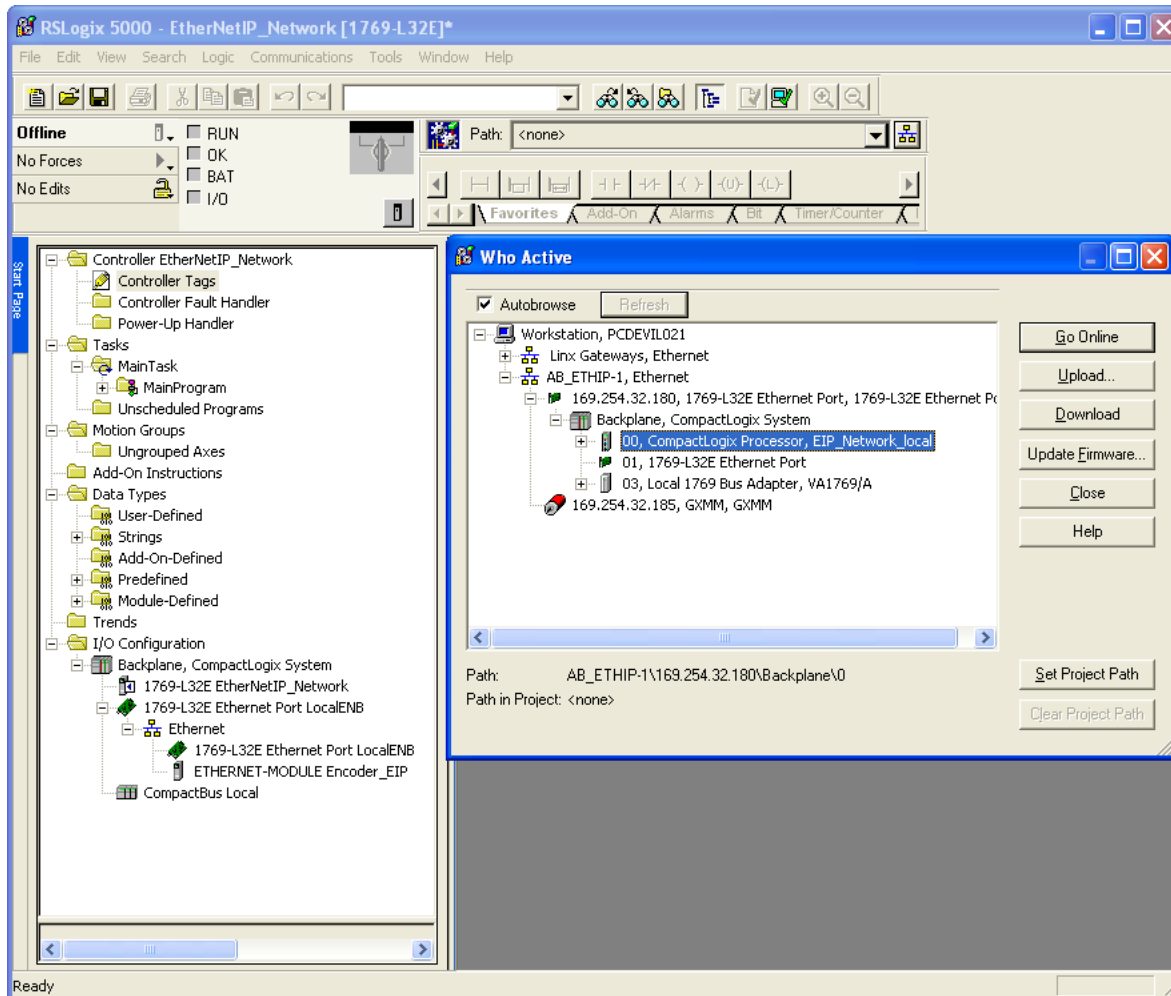 RSLogix 5000 - EtherNetIP_Network [1769-L32E]*
File Edit View Search Logic Communications Tools Window Help
Offline
RUN
No Forces
OK
No Edits
BAT
I/O
Path: <none>
Favorites Add-On Alarms Bit Timer/Counter
Start Page
Controller EtherNetIP_Network
Controller Tags
Controller Fault Handler
Power-Up Handler
Tasks
MainTask
MainProgram
Unscheduled Programs
Motion Groups
Ungrouped Axes
Add-On Instructions
Data Types
User-Defined
Strings
Add-On-Defined
Predefined
Module-Defined
Trends
I/O Configuration
Backplane, CompactLogix System
1769-L32E EtherNetIP_Network
1769-L32E Ethernet Port LocalENB
Ethernet
1769-L32E Ethernet Port LocalENB
ETHERNET-MODULE Encoder_EIP
CompactBus Local
Who Active
Autobrowse Refresh
Workstation, PCDEVIL021
Linx Gateways, Ethernet
AB_ETHIP-1, Ethernet
169.254.32.180, 1769-L32E Ethernet Port, 1769-L32E Ethernet Po
Backplane, CompactLogix System
00, CompactLogix Processor, EIP_Network_local
01, 1769-L32E Ethernet Port
03, Local 1769 Bus Adapter, VA1769/A
169.254.32.185, GXMM, GXMM
Go Online
Upload...
Download
Update Firmware...
Close
Help
Path: AB_ETHIP-1\169.254.32.180\Backplane\0
Path in Project: <none>
Set Project Path
Clear Project Path
Ready